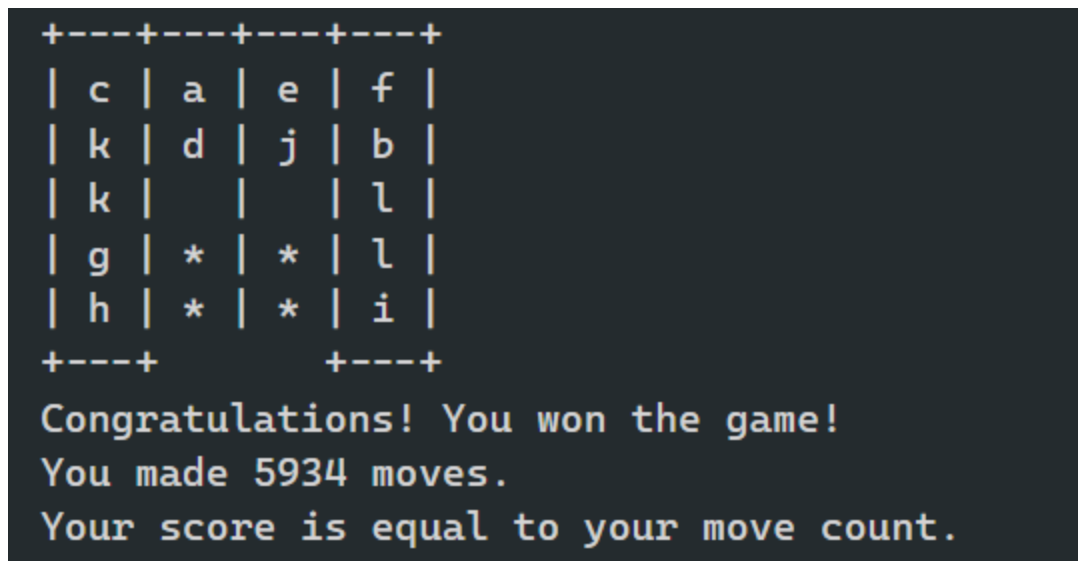 +---+---+---+---+
| c | a | e | f |
| k | d | j | b |
| k |   |   | l |
| g | * | * | l |
| h | * | * | i |
+---+       +---+
Congratulations! You won the game!
You made 5934 moves.
Your score is equal to your move count.